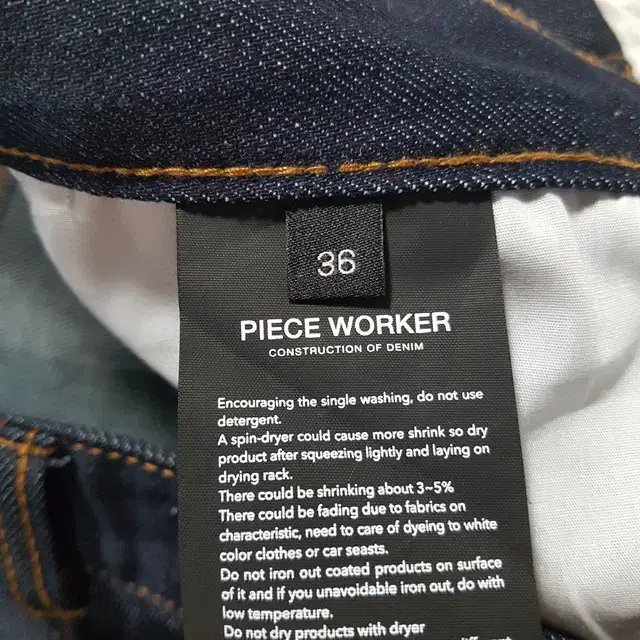 36
PIECE WORKER
CONSTRUCTION OF DENIM
Encouraging the single washing, do not use
detergent.
A spin-dryer could cause more shrink so dry
product after squeezing lightly and laying on
drying rack.
There could be shrinking about 3~5%
There could be fading due to fabrics on
characteristic, need to care of dyeing to white
color clothes or car seasts.
Do not iron out coated products on surface
of it and if you unavoidable iron out, do with
low temperature.
Do not dry products with dryer
different